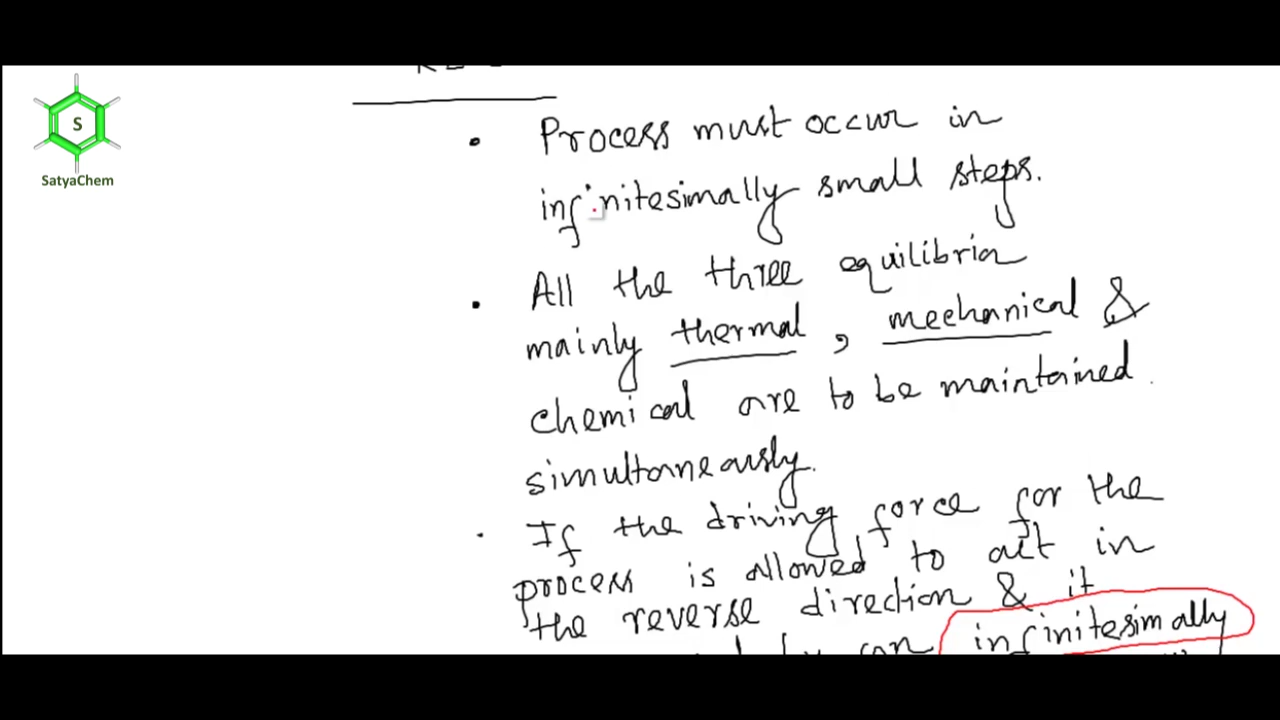 S
SatyaChem
• Process must occur in
infinitesimally small steps.
• All the three equilibria
mainly thermal, mechanical &
chemical are to be maintained.
simultaneously.
• If the driving force for the
process is allowed to act in
the reverse direction & it
infinitesimally